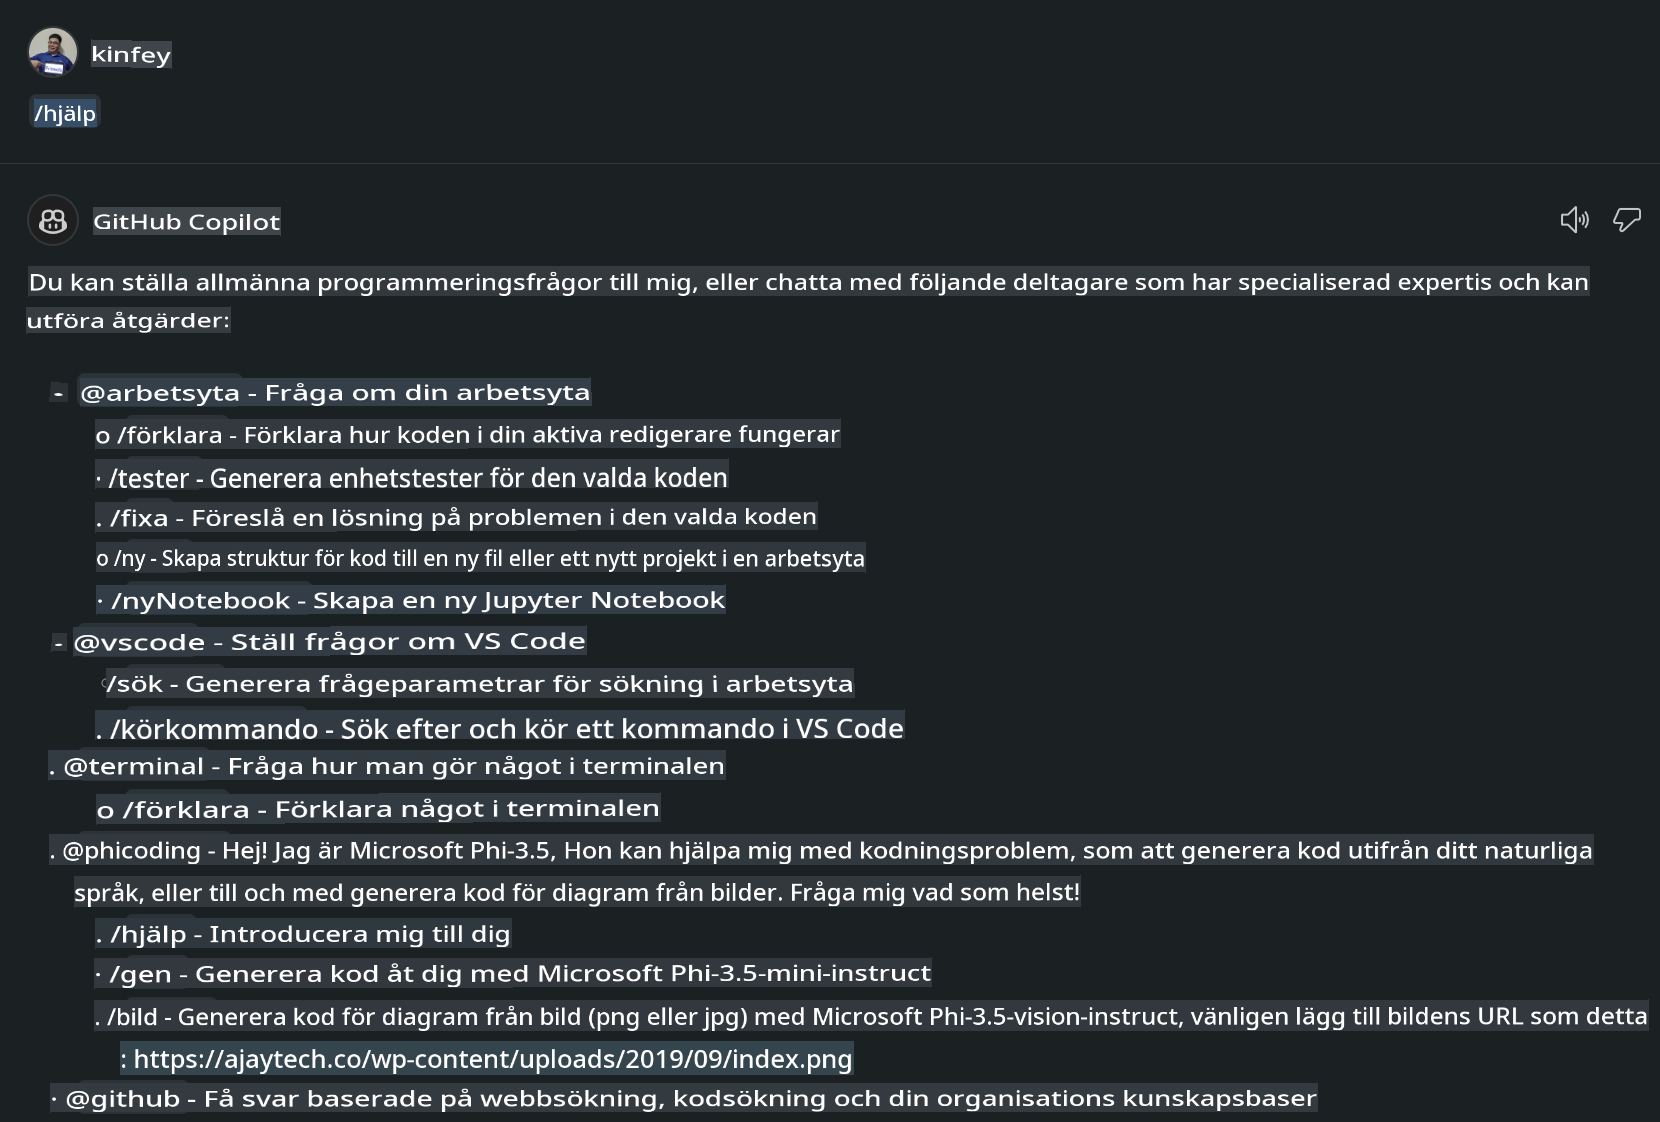 kinfey
/hjälp
GitHub Copilot
Du kan ställa allmänna programmeringsfrågor till mig, eller chatta med följande deltagare som har specialiserad expertis och kan
utföra åtgärder:
- @arbetsyta - Fråga om din arbetsyta
o /förklara - Förklara hur koden i din aktiva redigerare fungerar
· /tester - Generera enhetstester för den valda koden
. /fixa - Föreslå en lösning på problemen i den valda koden
o /ny - Skapa struktur för kod till en ny fil eller ett nytt projekt i en arbetsyta
· /nyNotebook - Skapa en ny Jupyter Notebook
- @vscode - Ställ frågor om VS Code
/sök - Generera frågeparametrar för sökning i arbetsyta
. /körkommando - Sök efter och kör ett kommando i VS Code
. @terminal - Fråga hur man gör något i terminalen
o /förklara - Förklara något i terminalen
. @phicoding - Hej! Jag är Microsoft Phi-3.5, Hon kan hjälpa mig med kodningsproblem, som att generera kod utifrån ditt naturliga
språk, eller till och med generera kod för diagram från bilder. Fråga mig vad som helst!
. /hjälp - Introducera mig till dig
· /gen - Generera kod åt dig med Microsoft Phi-3.5-mini-instruct
. /bild - Generera kod för diagram från bild (png eller jpg) med Microsoft Phi-3.5-vision-instruct, vänligen lägg till bildens URL som detta
: https://ajaytech.co/wp-content/uploads/2019/09/index.png
· @github - Få svar baserade på webbsökning, kodsökning och din organisations kunskapsbaser